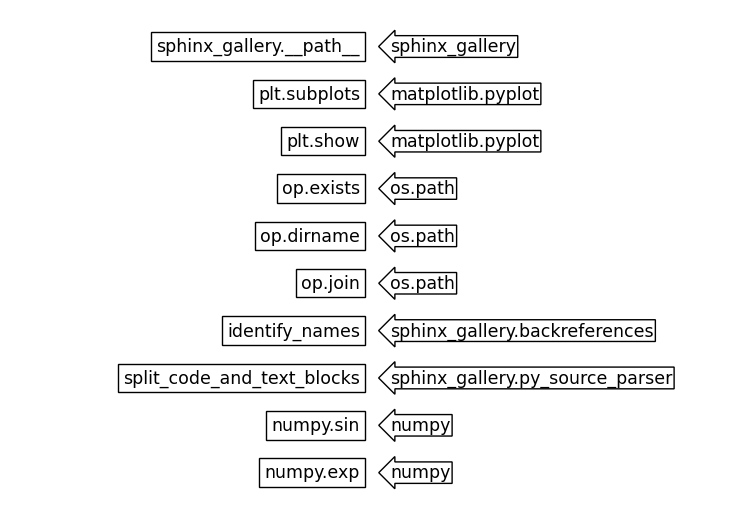 sphinx_gallery.__path__ sphinx_gallery
plt.subplots matplotlib.pyplot
plt.show matplotlib.pyplot
op.exists os.path
op.dirname os.path
op.join os.path
identify_names sphinx_gallery.backreferences
split_code_and_text_blocks sphinx_gallery.py_source_parser
numpy.sin numpy
numpy.exp numpy